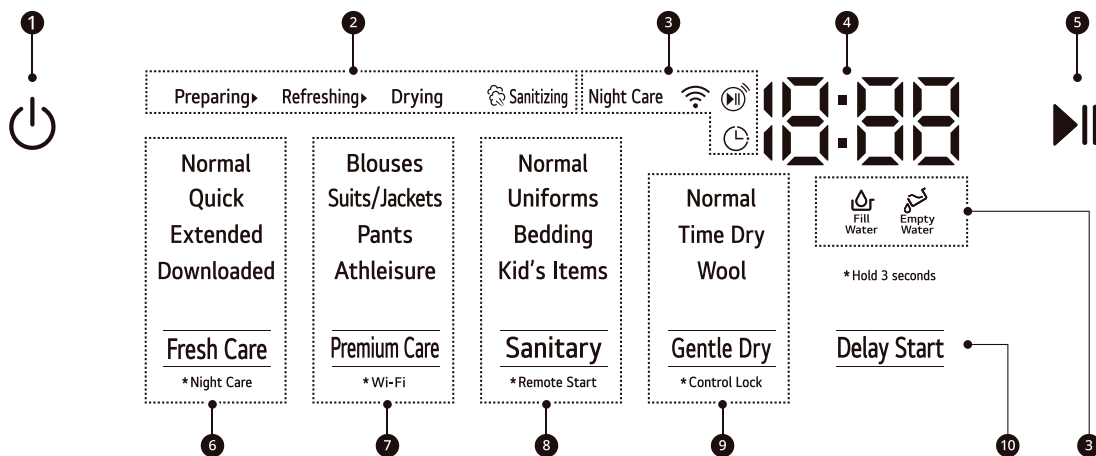 1
2
3
4
5
Preparing
Refreshing
Drying
Sanitizing
Night Care
18:88
Normal
Quick
Extended
Downloaded
Fresh Care
*Night Care
Blouses
Suits/Jackets
Pants
Athleisure
Premium Care
*Wi-Fi
Normal
Uniforms
Bedding
Kid's Items
Sanitary
*Remote Start
Normal
Time Dry
Wool
Gentle Dry
*Control Lock
Fill
Water
Empty
Water
*Hold 3 seconds
Delay Start
6
7
8
9
10
3